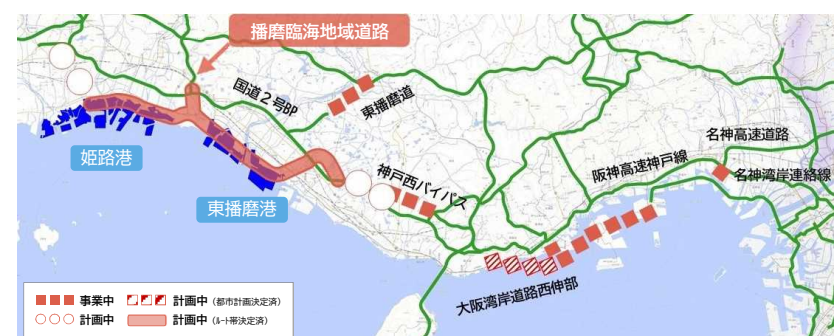 播磨臨海地域道路
国道2号BP
東播磨道
姫路港
東播磨港
神戸西バイパス
阪神高速神戸線
名神高速道路
名神湾岸連絡線
大阪湾岸道路西伸部
事業中 計画中（都市計画決定済）
計画中 計画中（ﾙｰﾄ帯決定済）